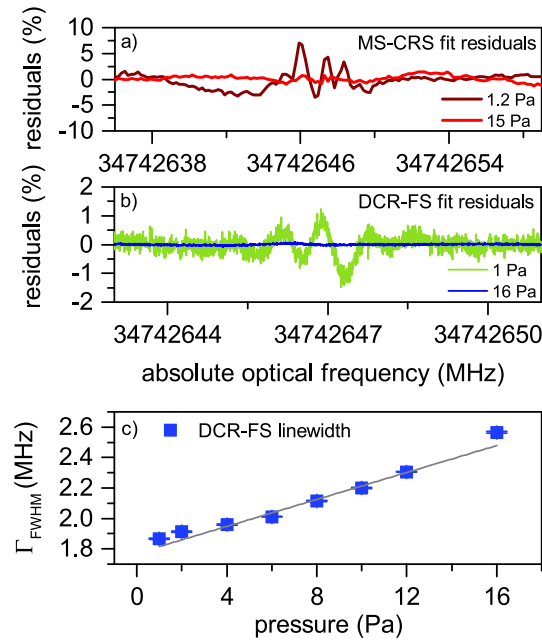 a) MS-CRS fit residuals
residuals (%)
10
5
0
-5
-10
1.2 Pa
15 Pa
34742638 34742646 34742654
b) DCR-FS fit residuals
residuals (%)
2
1
0
-1
-2
1 Pa
16 Pa
34742644 34742647 34742650
absolute optical frequency (MHz)
c) DCR-FS linewidth
Γ_FWHM (MHz)
2.6
2.4
2.2
2.0
1.8
0 4 8 12 16
pressure (Pa)